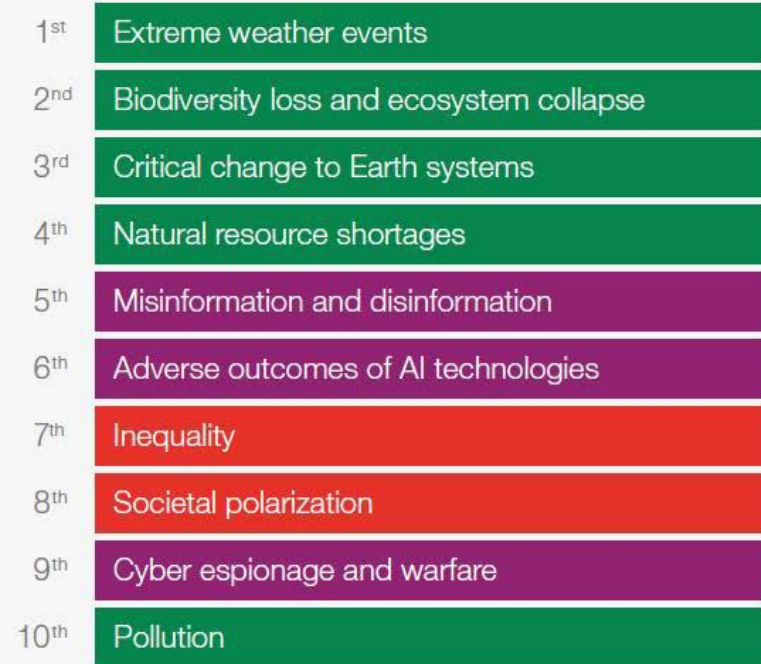 1st Extreme weather events
2nd Biodiversity loss and ecosystem collapse
3rd Critical change to Earth systems
4th Natural resource shortages
5th Misinformation and disinformation
6th Adverse outcomes of AI technologies
7th Inequality
8th Societal polarization
9th Cyber espionage and warfare
10th Pollution